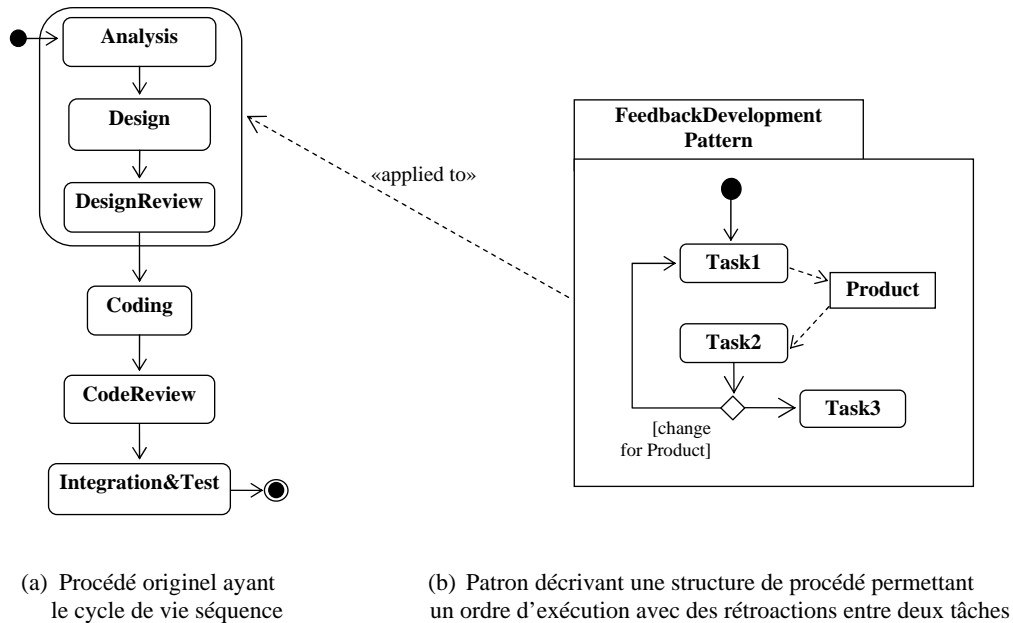 Analysis
Design
DesignReview
Coding
CodeReview
Integration&Test
«applied to»
FeedbackDevelopment
Pattern
Task1
Product
Task2
Task3
[change
for Product]
(a) Procédé originel ayant
le cycle de vie séquence
(b) Patron décrivant une structure de procédé permettant
un ordre d'exécution avec des rétroactions entre deux tâches